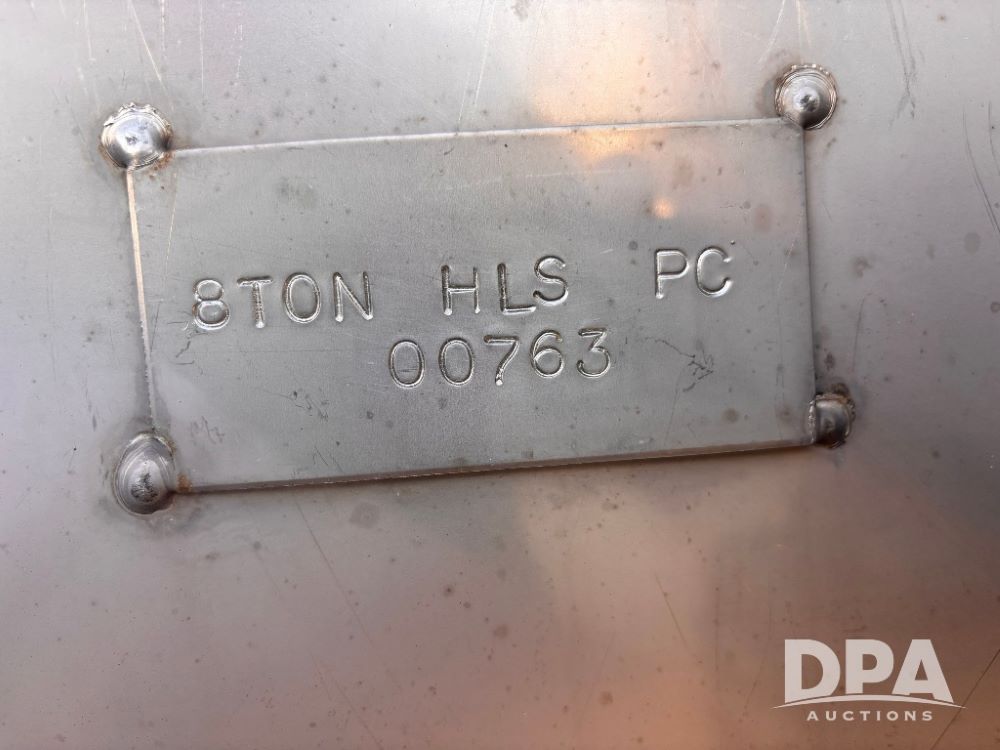 8TON HLS PC
00763
DPA
AUCTIONS